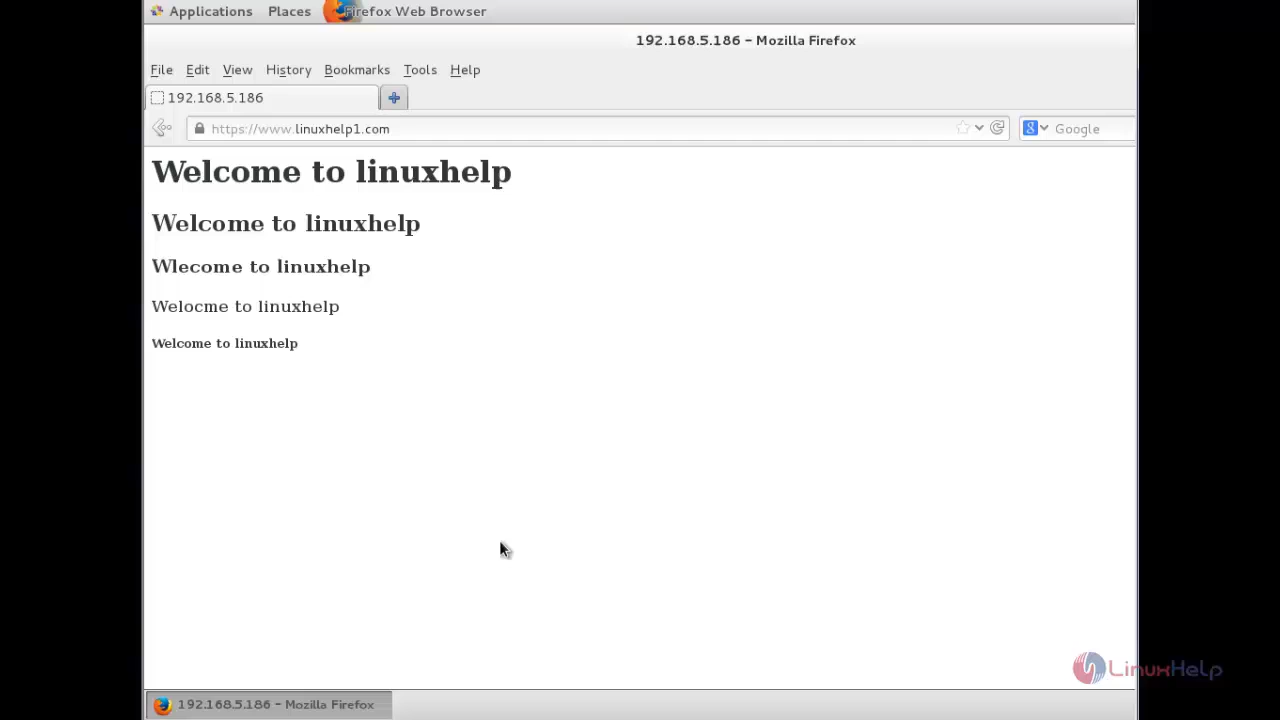 Applications Places Firefox Web Browser
192.168.5.186 - Mozilla Firefox
File Edit View History Bookmarks Tools Help
192.168.5.186
https://www.linuxhelp1.com Google
Welcome to linuxhelp
Welcome to linuxhelp
Wlecome to linuxhelp
Welocme to linuxhelp
Welcome to linuxhelp
LinuxHelp
192.168.5.186 - Mozilla Firefox